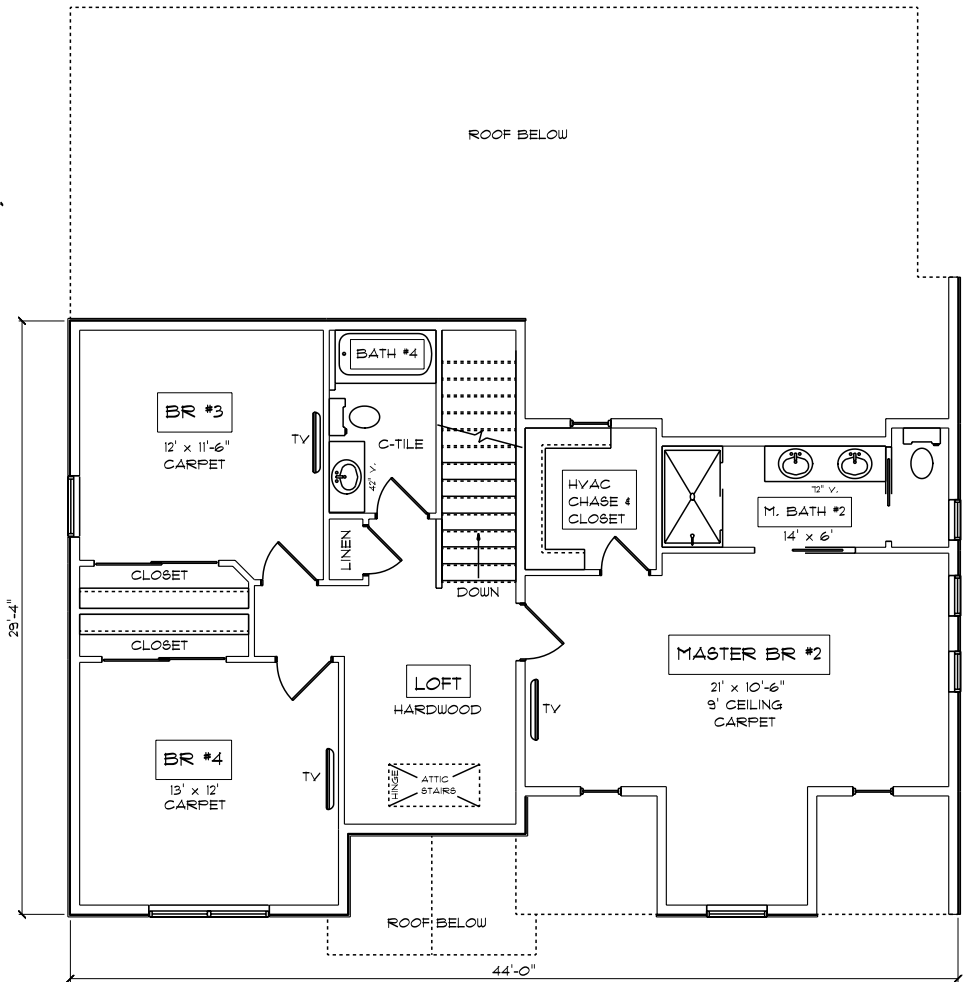 ROOF BELOW
BATH #4
BR #3
12' x 11'-6"
CARPET
TV
C-TILE
42" V.
LINEN
HVAC
CHASE &
CLOSET
72" V.
M. BATH #2
14' x 6'
CLOSET
CLOSET
DOWN
29'-4"
MASTER BR #2
21' x 10'-6"
9' CEILING
CARPET
TV
LOFT
HARDWOOD
BR #4
13' x 12'
CARPET
TV
HINGE
ATTIC
STAIRS
ROOF BELOW
44'-0"